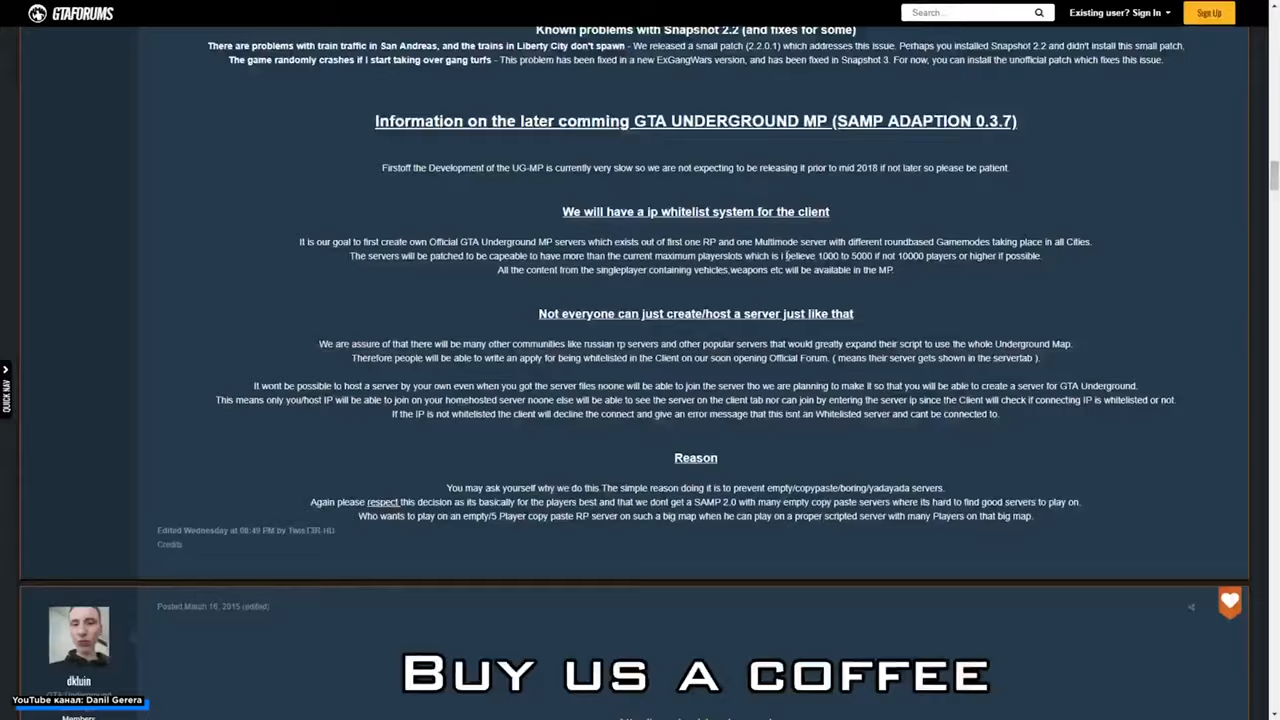 GTAFORUMS
Search...
Existing user? Sign In
Sign Up
Known problems with Snapshot 2.2 (and fixes for some)
There are problems with train traffic in San Andreas, and the trains in Liberty City don't spawn - We released a small patch (2.2.0.1) which addresses this issue. Perhaps you installed Snapshot 2.2 and didn't install this small patch.
The game randomly crashes if I start taking over gang turfs - This problem has been fixed in a new ExGangWars version, and has been fixed in Snapshot 3. For now, you can install the unofficial patch which fixes this issue.
Information on the later comming GTA UNDERGROUND MP (SAMP ADAPTION 0.3.7)
Firstoff the Development of the UG-MP is currently very slow so we are not expecting to be releasing it prior to mid 2018 if not later so please be patient.
We will have a ip whitelist system for the client
It is our goal to first create own Official GTA Underground MP servers which exists out of first one RP and one Multimode server with different roundbased Gamemodes taking place in all Cities.
The servers will be patched to be capeable to have more than the current maximum playerslots which is i believe 1000 to 5000 if not 10000 players or higher if possible.
All the content from the singleplayer containing vehicles,weapons etc will be available in the MP.
Not everyone can just create/host a server just like that
We are assure of that there will be many other communities like russian rp servers and other popular servers that would greatly expand their script to use the whole Underground Map.
Therefore people will be able to write an apply for being whitelisted in the Client on our soon opening Official Forum. ( means their server gets shown in the servertab ).
It wont be possible to host a server by your own even when you got the server files noone will be able to join the server tho we are planning to make it so that you will be able to create a server for GTA Underground.
This means only you/host IP will be able to join on your homehosted server noone else will be able to see the server on the client tab nor can join by entering the server ip since the Client will check if connecting IP is whitelisted or not.
If the IP is not whitelisted the client will decline the connect and give an error message that this isnt an Whitelisted server and cant be connected to.
Reason
You may ask yourself why we do this.The simple reason doing it is to prevent empty/copypaste/boring/yadayada servers.
Again please respect this decision as its basically for the players best and that we dont get a SAMP 2.0 with many empty copy paste servers where its hard to find good servers to play on.
Who wants to play on an empty/5 Player copy paste RP server on such a big map when he can play on a proper scripted server with many Players on that big map.
Edited Wednesday at 08:49 PM by TwisT3R HD
Credits
QUICK NAV
Posted March 16, 2015 (edited)
BUY US A COFFEE
dkluin
GTA Underground
YouTube канал: Danil Gerera
Members